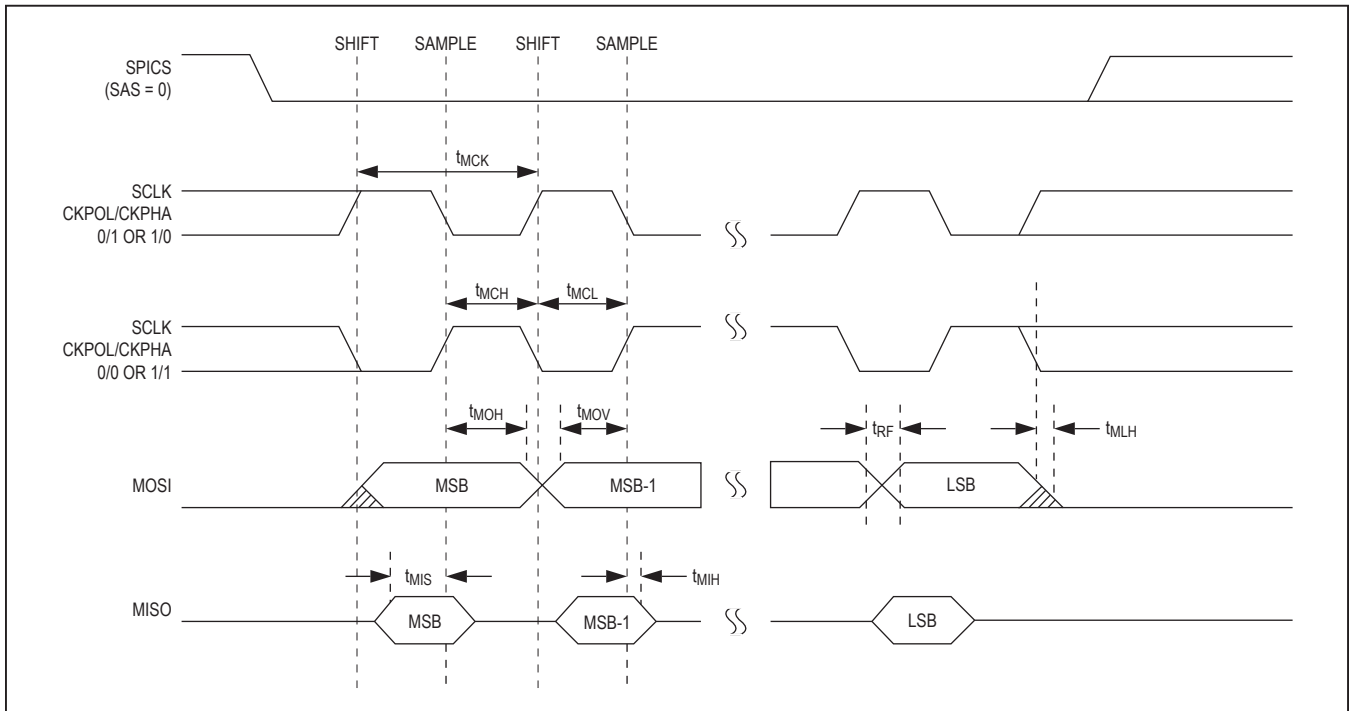 SHIFT SAMPLE SHIFT SAMPLE
SPICS
(SAS = 0)
tMCK
SCLK
CKPOL/CKPHA
0/1 OR 1/0
tMCH tMCL
SCLK
CKPOL/CKPHA
0/0 OR 1/1
tMOH tMOV tRF tMLH
MOSI MSB MSB-1 LSB
tMIS tMIH
MISO MSB MSB-1 LSB